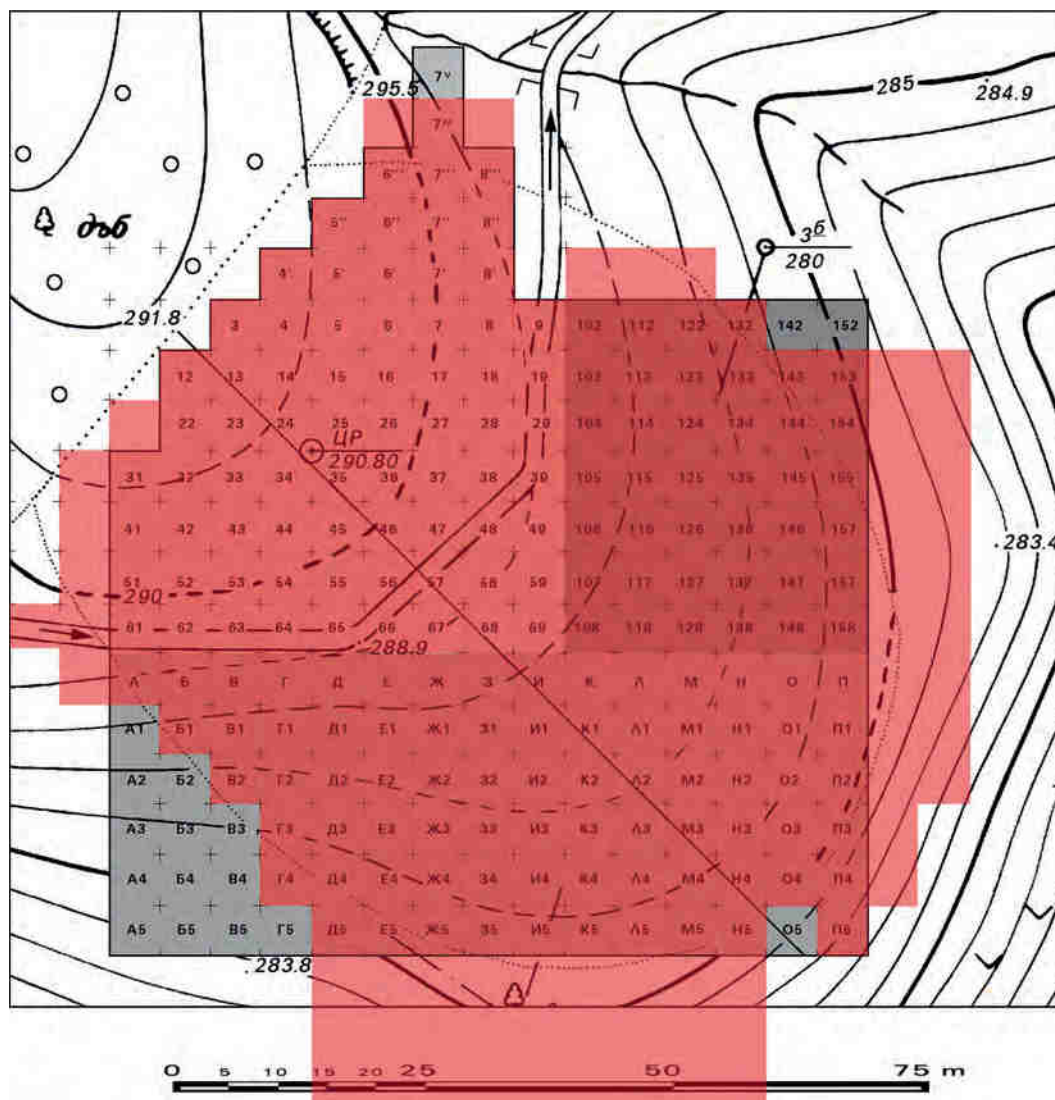 7ᵛ
295.5
285
284.9
7ᴵⱽ
6''' 7''' 8'''
дъб
5'' 6'' 7'' 8''
3б
280
4' 5' 6' 7' 8'
291.8
3 4 5 6 7 8 9 102 112 122 132 142 152
12 13 14 15 16 17 18 19 103 113 123 133 143 153
22 23 24 25 26 27 28 29 104 114 124 134 144 154
ЦР
290.80
31 32 33 34 35 36 37 38 39 105 115 125 135 145 155
41 42 43 44 45 46 47 48 49 106 116 126 136 146 157
283.4
51 52 53 54 55 56 57 58 59 107 117 127 137 147 157
290
61 62 63 64 65 66 67 68 69 108 118 128 138 148 158
288.9
А Б В Г Д Е Ж З И К Л М Н О П
А1 Б1 В1 Г1 Д1 Е1 Ж1 З1 И1 К1 Л1 М1 Н1 О1 П1
А2 Б2 В2 Г2 Д2 Е2 Ж2 З2 И2 К2 Л2 М2 Н2 О2 П2
А3 Б3 В3 Г3 Д3 Е3 Ж3 З3 И3 К3 Л3 М3 Н3 О3 П3
А4 Б4 В4 Г4 Д4 Е4 Ж4 З4 И4 К4 Л4 М4 Н4 О4 П4
А5 Б5 В5 Г5 Д5 Е5 Ж5 З5 И5 К5 Л5 М5 Н5 О5 П5
.283.8
0 5 10 15 20 25 50 75 m